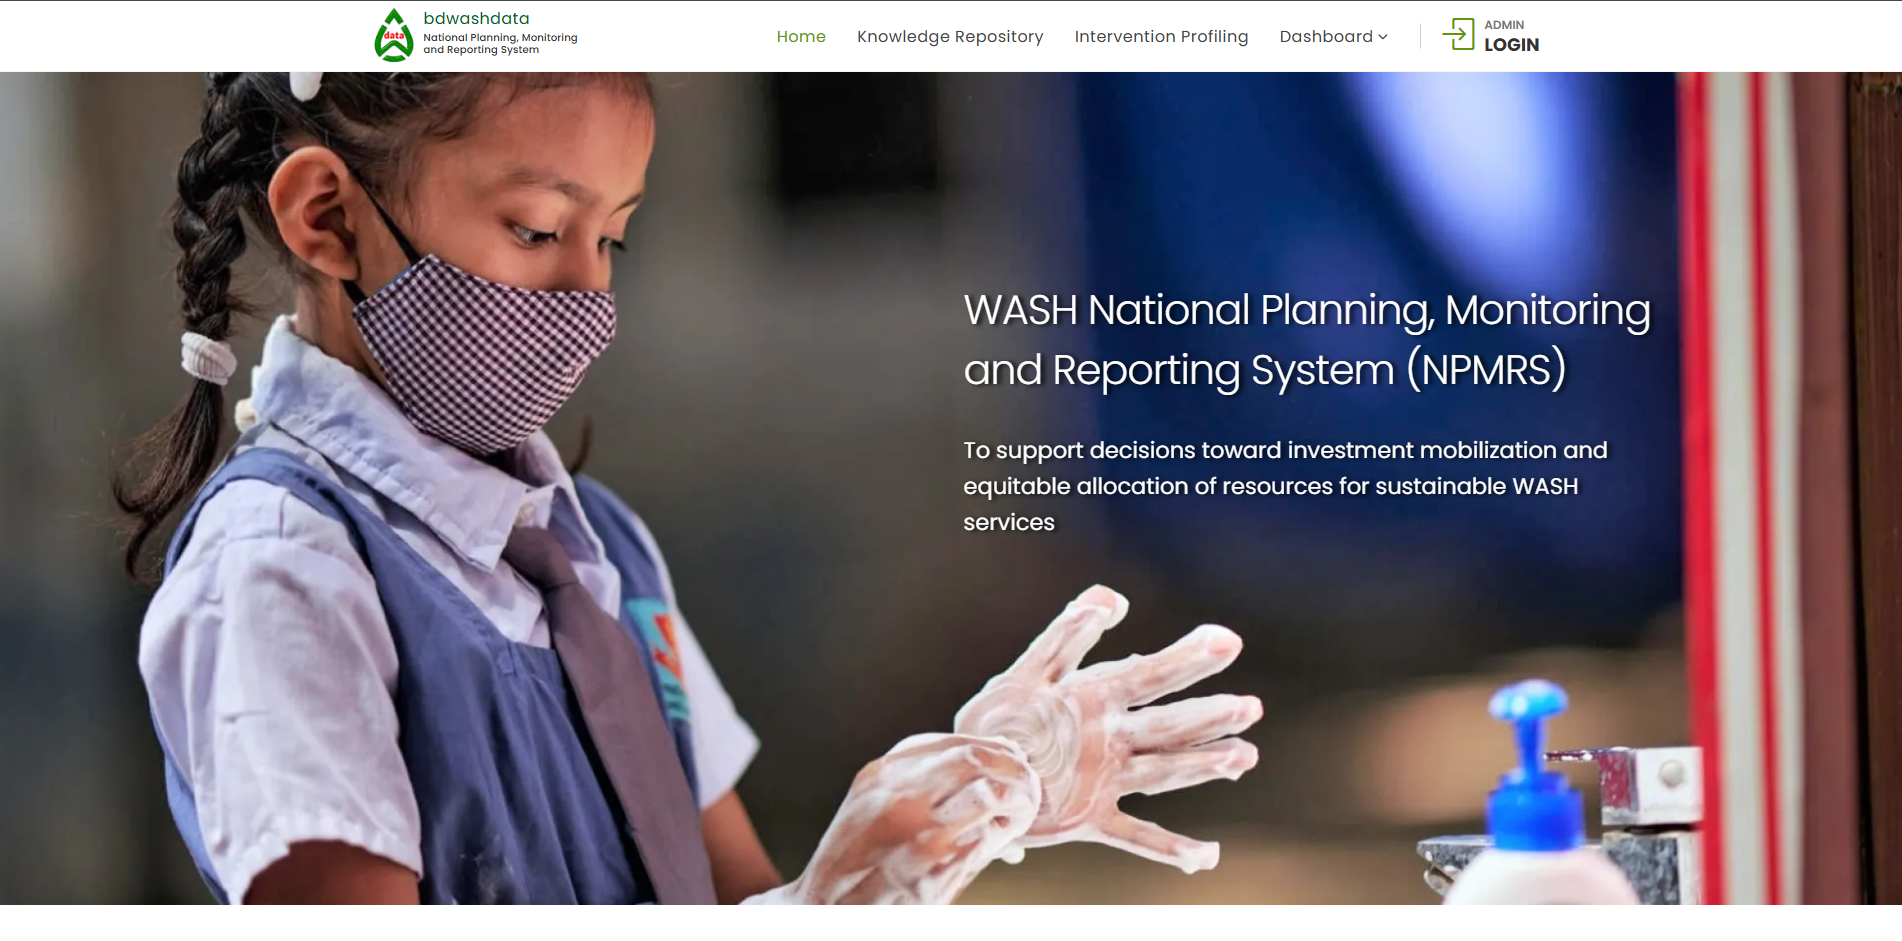 bdwashdata
data
National Planning, Monitoring
and Reporting System
Home
Knowledge Repository
Intervention Profiling
Dashboard
ADMIN
LOGIN
WASH National Planning, Monitoring
and Reporting System (NPMRS)
To support decisions toward investment mobilization and
equitable allocation of resources for sustainable WASH
services